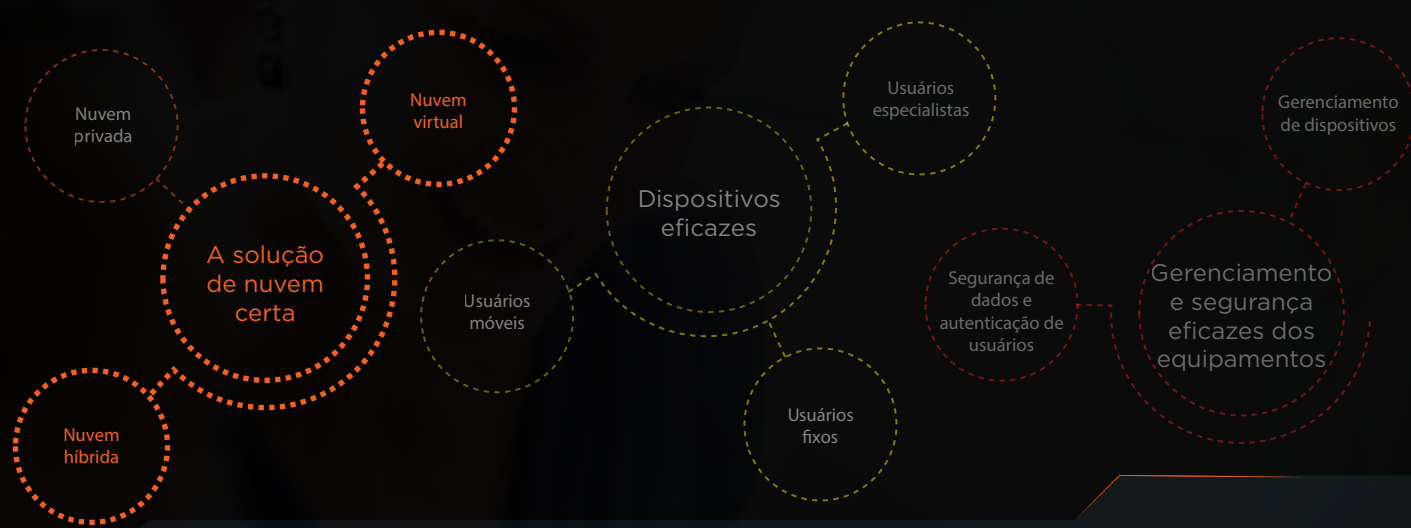 Nuvem
privada
Nuvem
virtual
A solução
de nuvem
certa
Nuvem
híbrida
Dispositivos
eficazes
Usuários
especialistas
Usuários
móveis
Usuários
fixos
Gerenciamento
de dispositivos
Segurança de
dados e
autenticação de
usuários
Gerenciamento
e segurança
eficazes dos
equipamentos